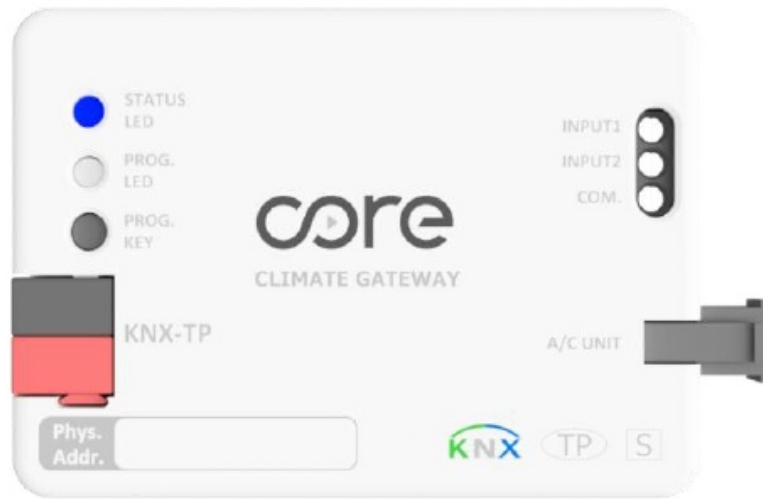 STATUS
LED
PROG.
LED
PROG.
KEY
INPUT1
INPUT2
COM.
core
CLIMATE GATEWAY
KNX-TP
A/C UNIT
Phys.
Addr.
KNX
TP
S